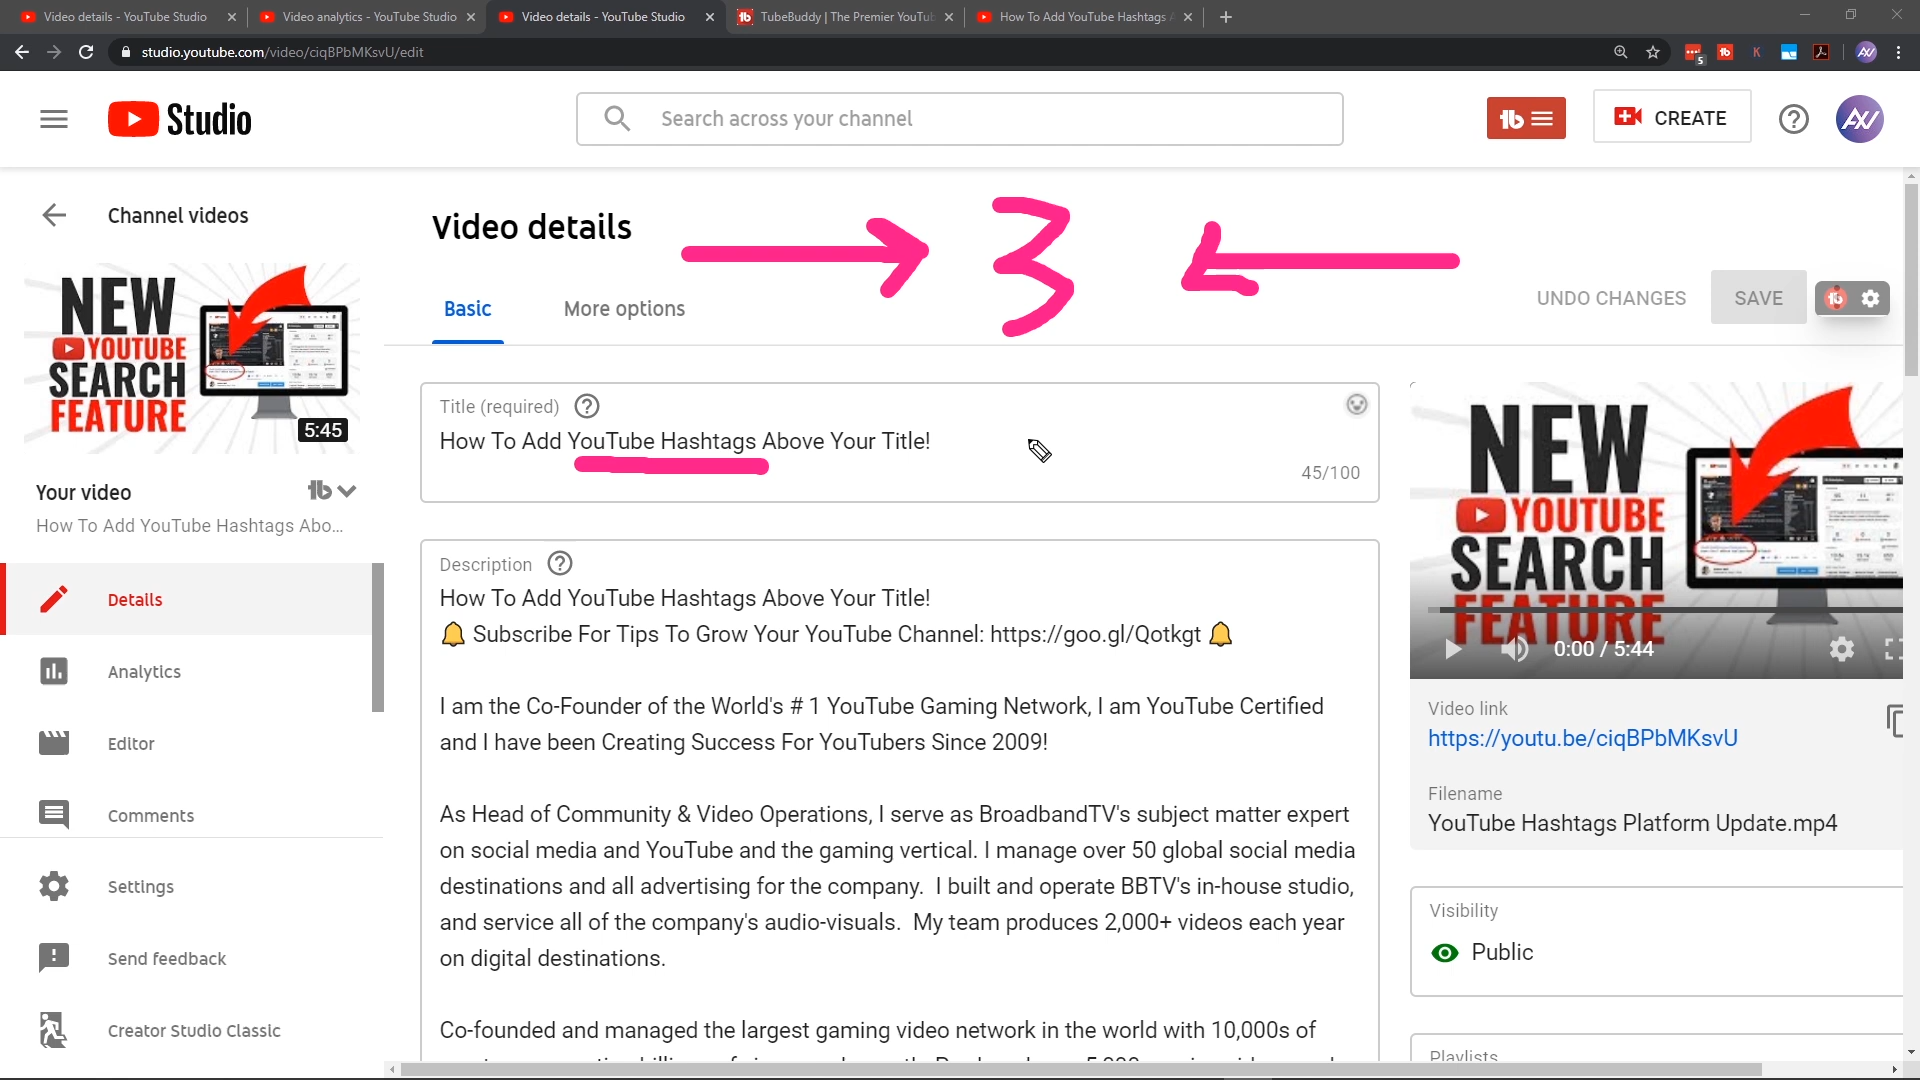 Video details - YouTube Studio
Video analytics - YouTube Studio
Video details - YouTube Studio
TubeBuddy | The Premier YouTub
How To Add YouTube Hashtags
studio.youtube.com/video/ciqBPbMKsvU/edit
5
Studio
Search across your channel
CREATE
Channel videos
NEW
YOUTUBE
SEARCH
FEATURE
5:45
Your video
How To Add YouTube Hashtags Abo...
Details
Analytics
Editor
Comments
Settings
Send feedback
Creator Studio Classic
Video details
3
Basic
More options
UNDO CHANGES
SAVE
Title (required)
How To Add YouTube Hashtags Above Your Title!
45/100
Description
How To Add YouTube Hashtags Above Your Title!
🔔 Subscribe For Tips To Grow Your YouTube Channel: https://goo.gl/Qotkgt 🔔
I am the Co-Founder of the World's # 1 YouTube Gaming Network, I am YouTube Certified
and I have been Creating Success For YouTubers Since 2009!
As Head of Community & Video Operations, I serve as BroadbandTV's subject matter expert
on social media and YouTube and the gaming vertical. I manage over 50 global social media
destinations and all advertising for the company.  I built and operate BBTV's in-house studio,
and service all of the company's audio-visuals.  My team produces 2,000+ videos each year
on digital destinations.
Co-founded and managed the largest gaming video network in the world with 10,000s of
NEW
YOUTUBE
SEARCH
FEATURE
0:00 / 5:44
Video link
https://youtu.be/ciqBPbMKsvU
Filename
YouTube Hashtags Platform Update.mp4
Visibility
Public
Playlists